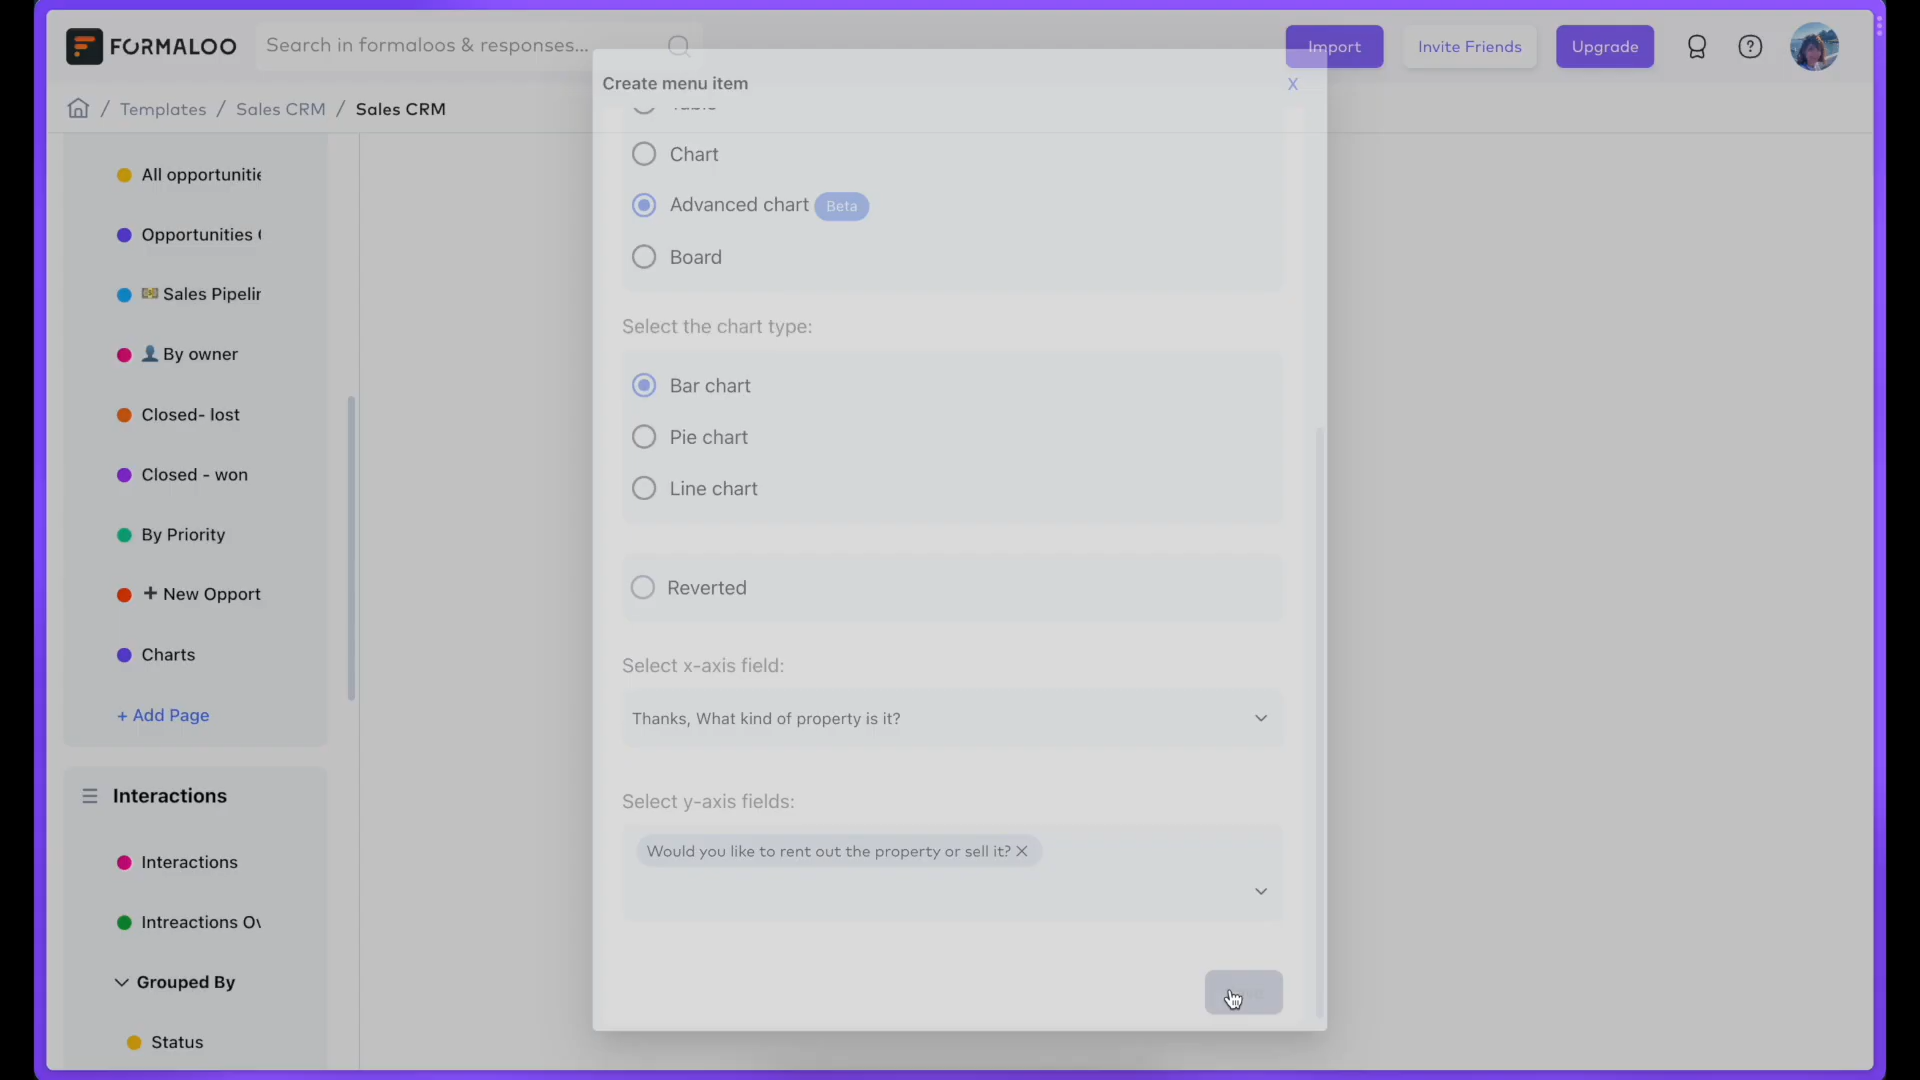 FORMALOO
Search in formaloos & responses...
Import
Invite Friends
Upgrade
/ Templates / Sales CRM / Sales CRM
Create menu item
X
Table
Chart
Advanced chart Beta
Board
Select the chart type:
Bar chart
Pie chart
Line chart
Reverted
Select x-axis field:
Thanks, What kind of property is it?
Select y-axis fields:
Would you like to rent out the property or sell it?
All opportunitie
Opportunities
Sales Pipelin
By owner
Closed- lost
Closed - won
By Priority
New Opport
Charts
+ Add Page
Interactions
Interactions
Intreactions Ov
Grouped By
Status